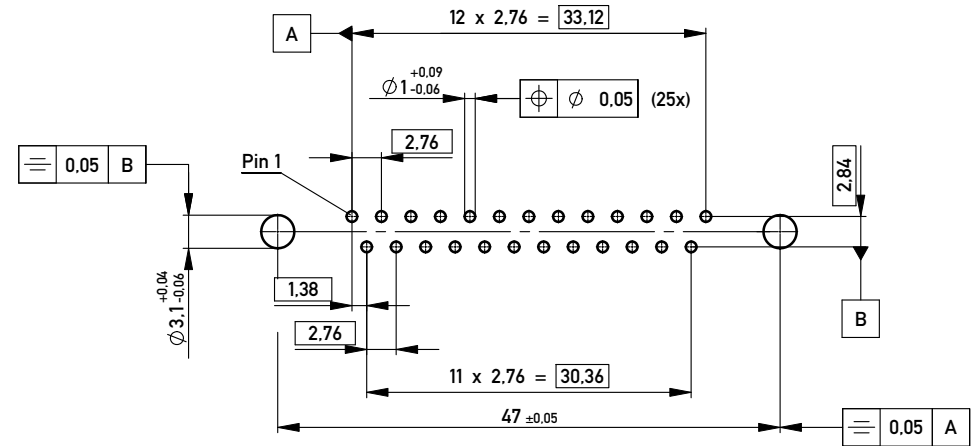 12 x 2,76 = 33,12
A
⌀1 +0,09 -0,06
⌖ ⌀ 0,05 (25x)
2,76
⌯ 0,05 B
Pin 1
2,84
⌀3,1 +0,04 -0,06
1,38
B
2,76
11 x 2,76 = 30,36
47 ±0,05
⌯ 0,05 A